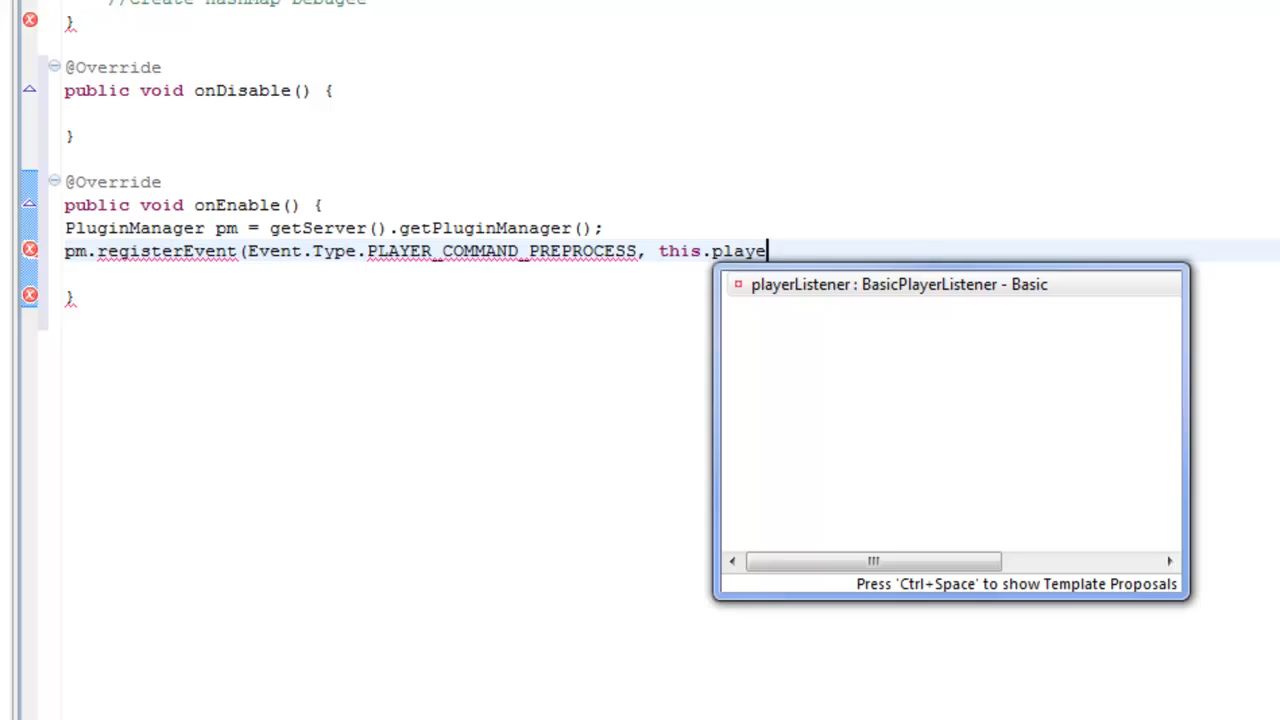 //Create HashMap Debugee
}
@Override
public void onDisable() {
}
@Override
public void onEnable() {
PluginManager pm = getServer().getPluginManager();
pm.registerEvent(Event.Type.PLAYER_COMMAND_PREPROCESS, this.playe
playerListener : BasicPlayerListener - Basic
}
Press 'Ctrl+Space' to show Template Proposals